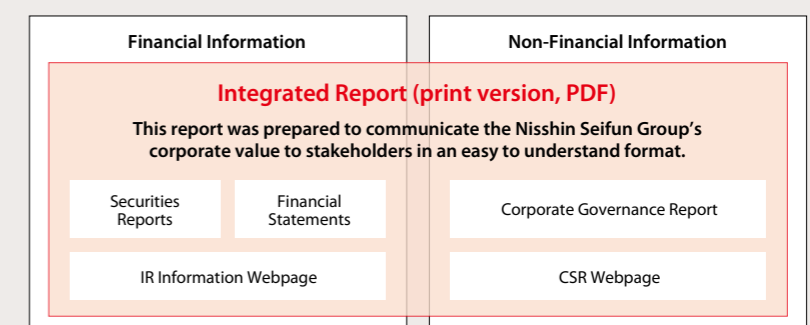 Financial Information
Non-Financial Information
Integrated Report (print version, PDF)
This report was prepared to communicate the Nisshin Seifun Group’s
corporate value to stakeholders in an easy to understand format.
Securities
Reports
Financial
Statements
Corporate Governance Report
IR Information Webpage
CSR Webpage